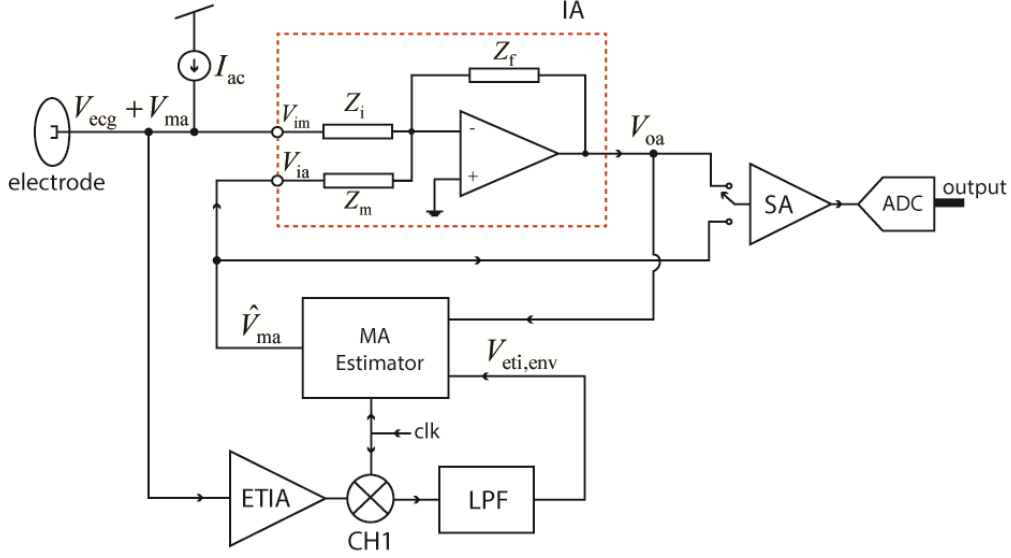 IA
I_ac
Z_f
V_ecg + V_ma
V_im
Z_i
-
V_oa
electrode
V_ia
Z_m
+
SA
ADC
output
V̂_ma
MA
Estimator
V_eti,env
clk
ETIA
CH1
LPF